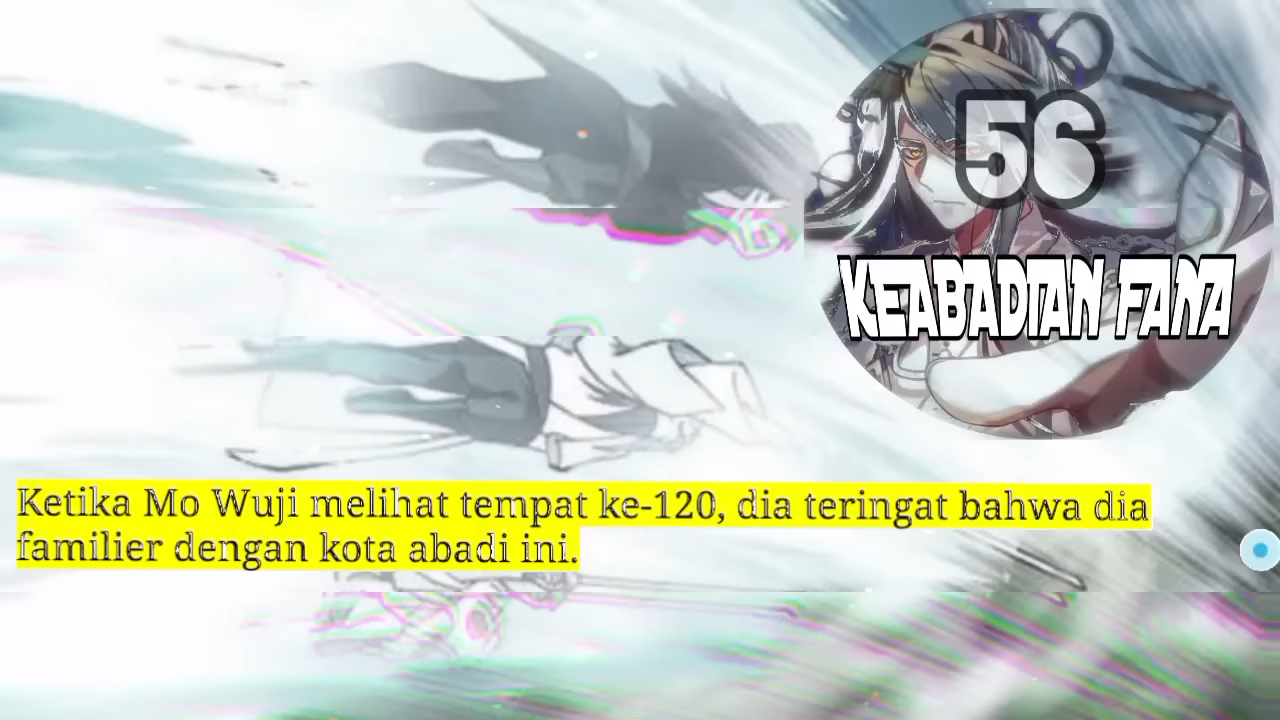 56
KEABADIAN FANA
Ketika Mo Wuji melihat tempat ke-120, dia teringat bahwa dia
familier dengan kota abadi ini.